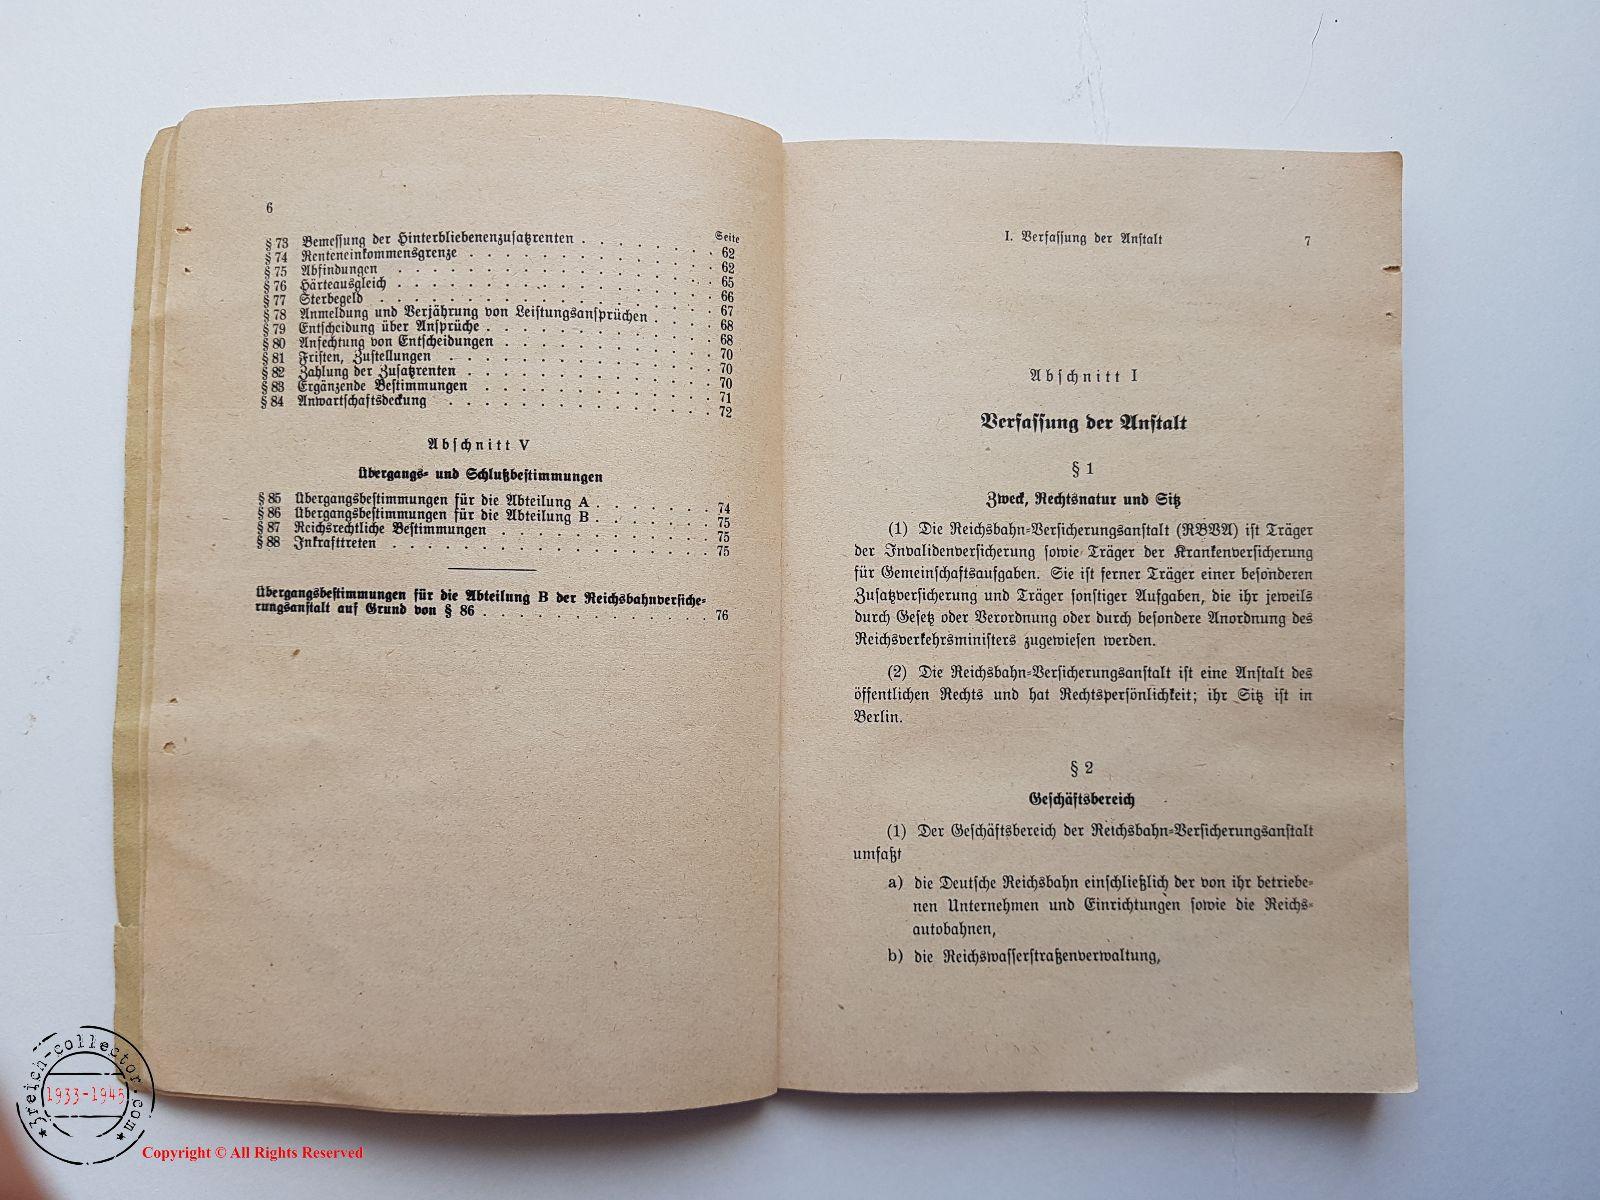 6
Seite
§ 73 Bemessung der Hinterbliebenenzusatzrenten . . . . . . . 62
§ 74 Renteneinkommensgrenze . . . . . . . . . . . . 62
§ 75 Abfindungen . . . . . . . . . . . . . . . 65
§ 76 Härteausgleich . . . . . . . . . . . . . . . 66
§ 77 Sterbegeld . . . . . . . . . . . . . . . . 67
§ 78 Anmeldung und Verjährung von Leistungsansprüchen . . . . 68
§ 79 Entscheidung über Ansprüche . . . . . . . . . . . 68
§ 80 Anfechtung von Entscheidungen . . . . . . . . . . 70
§ 81 Fristen, Zustellungen . . . . . . . . . . . . . 70
§ 82 Zahlung der Zusatzrenten . . . . . . . . . . . . 70
§ 83 Ergänzende Bestimmungen . . . . . . . . . . . . 71
§ 84 Anwartschaftsdeckung . . . . . . . . . . . . . 72
Abschnitt V
Übergangs- und Schlußbestimmungen
§ 85 Übergangsbestimmungen für die Abteilung A . . . . . . 74
§ 86 Übergangsbestimmungen für die Abteilung B . . . . . . 75
§ 87 Reichsrechtliche Bestimmungen . . . . . . . . . . 75
§ 88 Inkrafttreten . . . . . . . . . . . . . . . 75
Übergangsbestimmungen für die Abteilung B der Reichsbahnversiche-
rungsanstalt auf Grund von § 86 . . . . . . . . . . . 76
I. Verfassung der Anstalt 7
Abschnitt I
Verfassung der Anstalt
§ 1
Zweck, Rechtsnatur und Sitz
(1) Die Reichsbahn-Versicherungsanstalt (RBVA) ist Träger
der Invalidenversicherung sowie Träger der Krankenversicherung
für Gemeinschaftsaufgaben. Sie ist ferner Träger einer besonderen
Zusatzversicherung und Träger sonstiger Aufgaben, die ihr jeweils
durch Gesetz oder Verordnung oder durch besondere Anordnung des
Reichsverkehrsministers zugewiesen werden.
(2) Die Reichsbahn-Versicherungsanstalt ist eine Anstalt des
öffentlichen Rechts und hat Rechtspersönlichkeit; ihr Sitz ist in
Berlin.
§ 2
Geschäftsbereich
(1) Der Geschäftsbereich der Reichsbahn-Versicherungsanstalt
umfaßt
a) die Deutsche Reichsbahn einschließlich der von ihr betriebe-
nen Unternehmen und Einrichtungen sowie die Reichs-
autobahnen,
b) die Reichswasserstraßenverwaltung,
3reich-collector.com
1933-1945
Copyright © All Rights Reserved